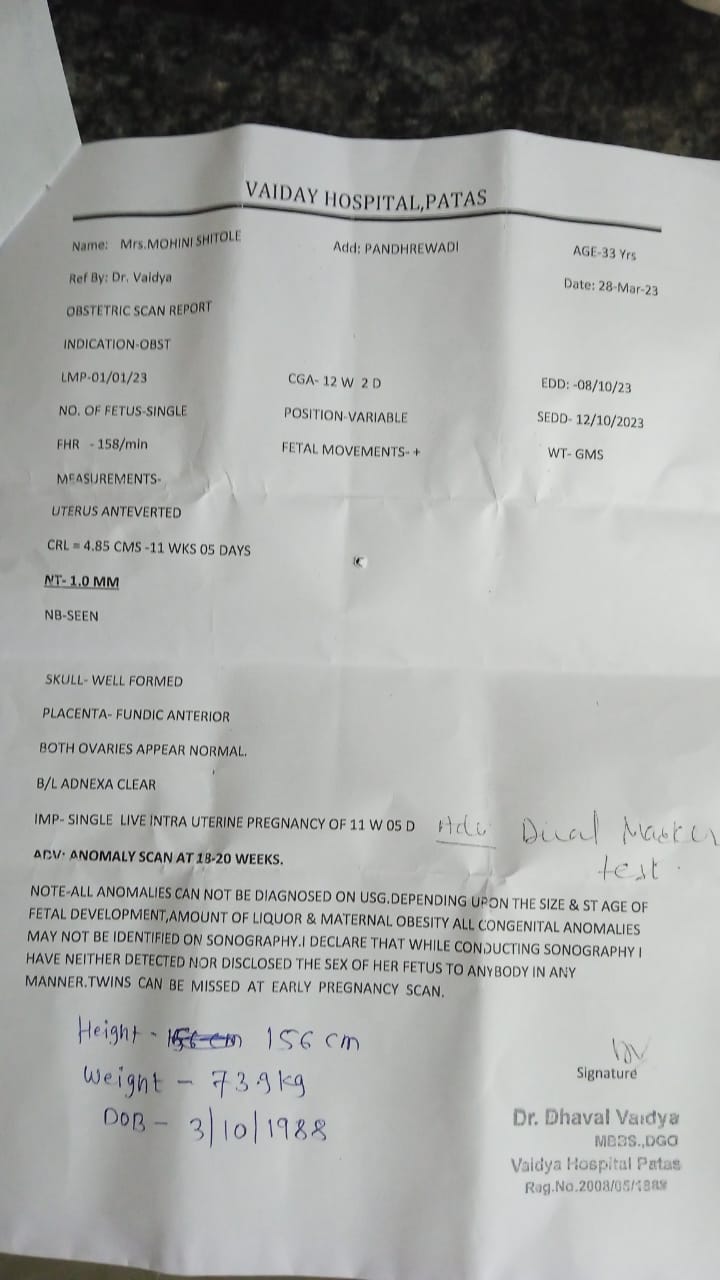 VAIDAY HOSPITAL,PATAS
Name: Mrs.MOHINI SHITOLE Add: PANDHREWADI AGE-33 Yrs
Ref By: Dr. Vaidya Date: 28-Mar-23
OBSTETRIC SCAN REPORT
INDICATION-OBST
LMP-01/01/23 CGA- 12 W 2 D EDD: -08/10/23
NO. OF FETUS-SINGLE POSITION-VARIABLE SEDD- 12/10/2023
FHR - 158/min FETAL MOVEMENTS- + WT- GMS
MEASUREMENTS-
UTERUS ANTEVERTED
CRL = 4.85 CMS -11 WKS 05 DAYS
NT- 1.0 MM
NB-SEEN
SKULL- WELL FORMED
PLACENTA- FUNDIC ANTERIOR
BOTH OVARIES APPEAR NORMAL.
B/L ADNEXA CLEAR
IMP- SINGLE LIVE INTRA UTERINE PREGNANCY OF 11 W 05 D Adv Dual Marker
test.
ADV: ANOMALY SCAN AT 18-20 WEEKS.
NOTE-ALL ANOMALIES CAN NOT BE DIAGNOSED ON USG.DEPENDING UPON THE SIZE & ST AGE OF
FETAL DEVELOPMENT,AMOUNT OF LIQUOR & MATERNAL OBESITY ALL CONGENITAL ANOMALIES
MAY NOT BE IDENTIFIED ON SONOGRAPHY.I DECLARE THAT WHILE CONDUCTING SONOGRAPHY I
HAVE NEITHER DETECTED NOR DISCLOSED THE SEX OF HER FETUS TO ANYBODY IN ANY
MANNER.TWINS CAN BE MISSED AT EARLY PREGNANCY SCAN.
Height - 156 cm
Weight - 73.9kg
DOB - 3/10/1988
Signature
Dr. Dhaval Vaidya
MBBS.,DGO
Vaidya Hospital Patas
Rag.No.2008/05/1888